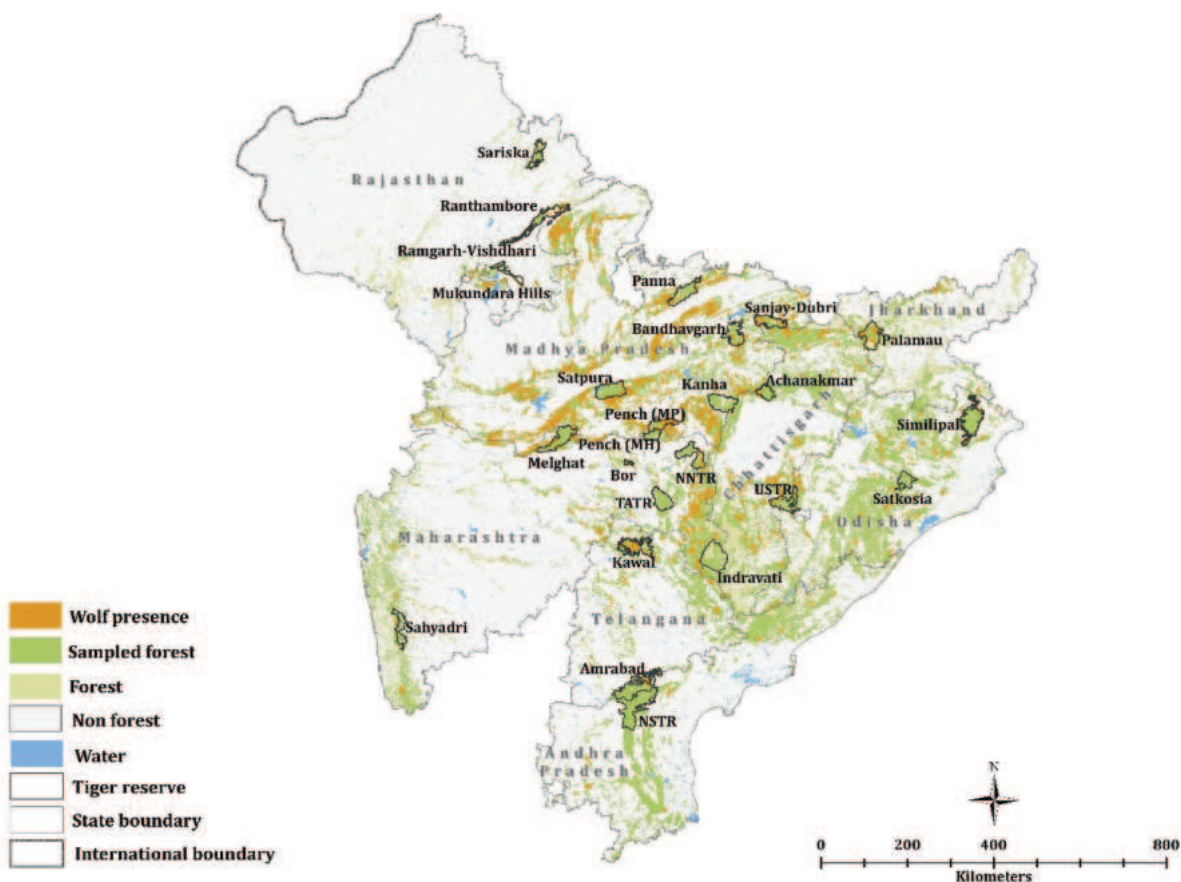 Sariska
Rajasthan
Ranthambore
Ramgarh-Vishdhari
Mukundara Hills
Panna
Sanjay-Dubri
Jharkhand
Bandhavgarh
Palamau
Madhya Pradesh
Satpura
Kanha
Achanakmar
Pench (MP)
Similipal
Pench (MH)
Melghat
Chhattisgarh
Bor
NNTR
USTR
TATR
Satkosia
Odisha
Maharashtra
Kawal
Indravati
Telangana
Sahyadri
Amrabad
NSTR
Andhra
Pradesh
Wolf presence
Sampled forest
Forest
Non forest
Water
Tiger reserve
State boundary
International boundary
N
0 200 400 800
Kilometers